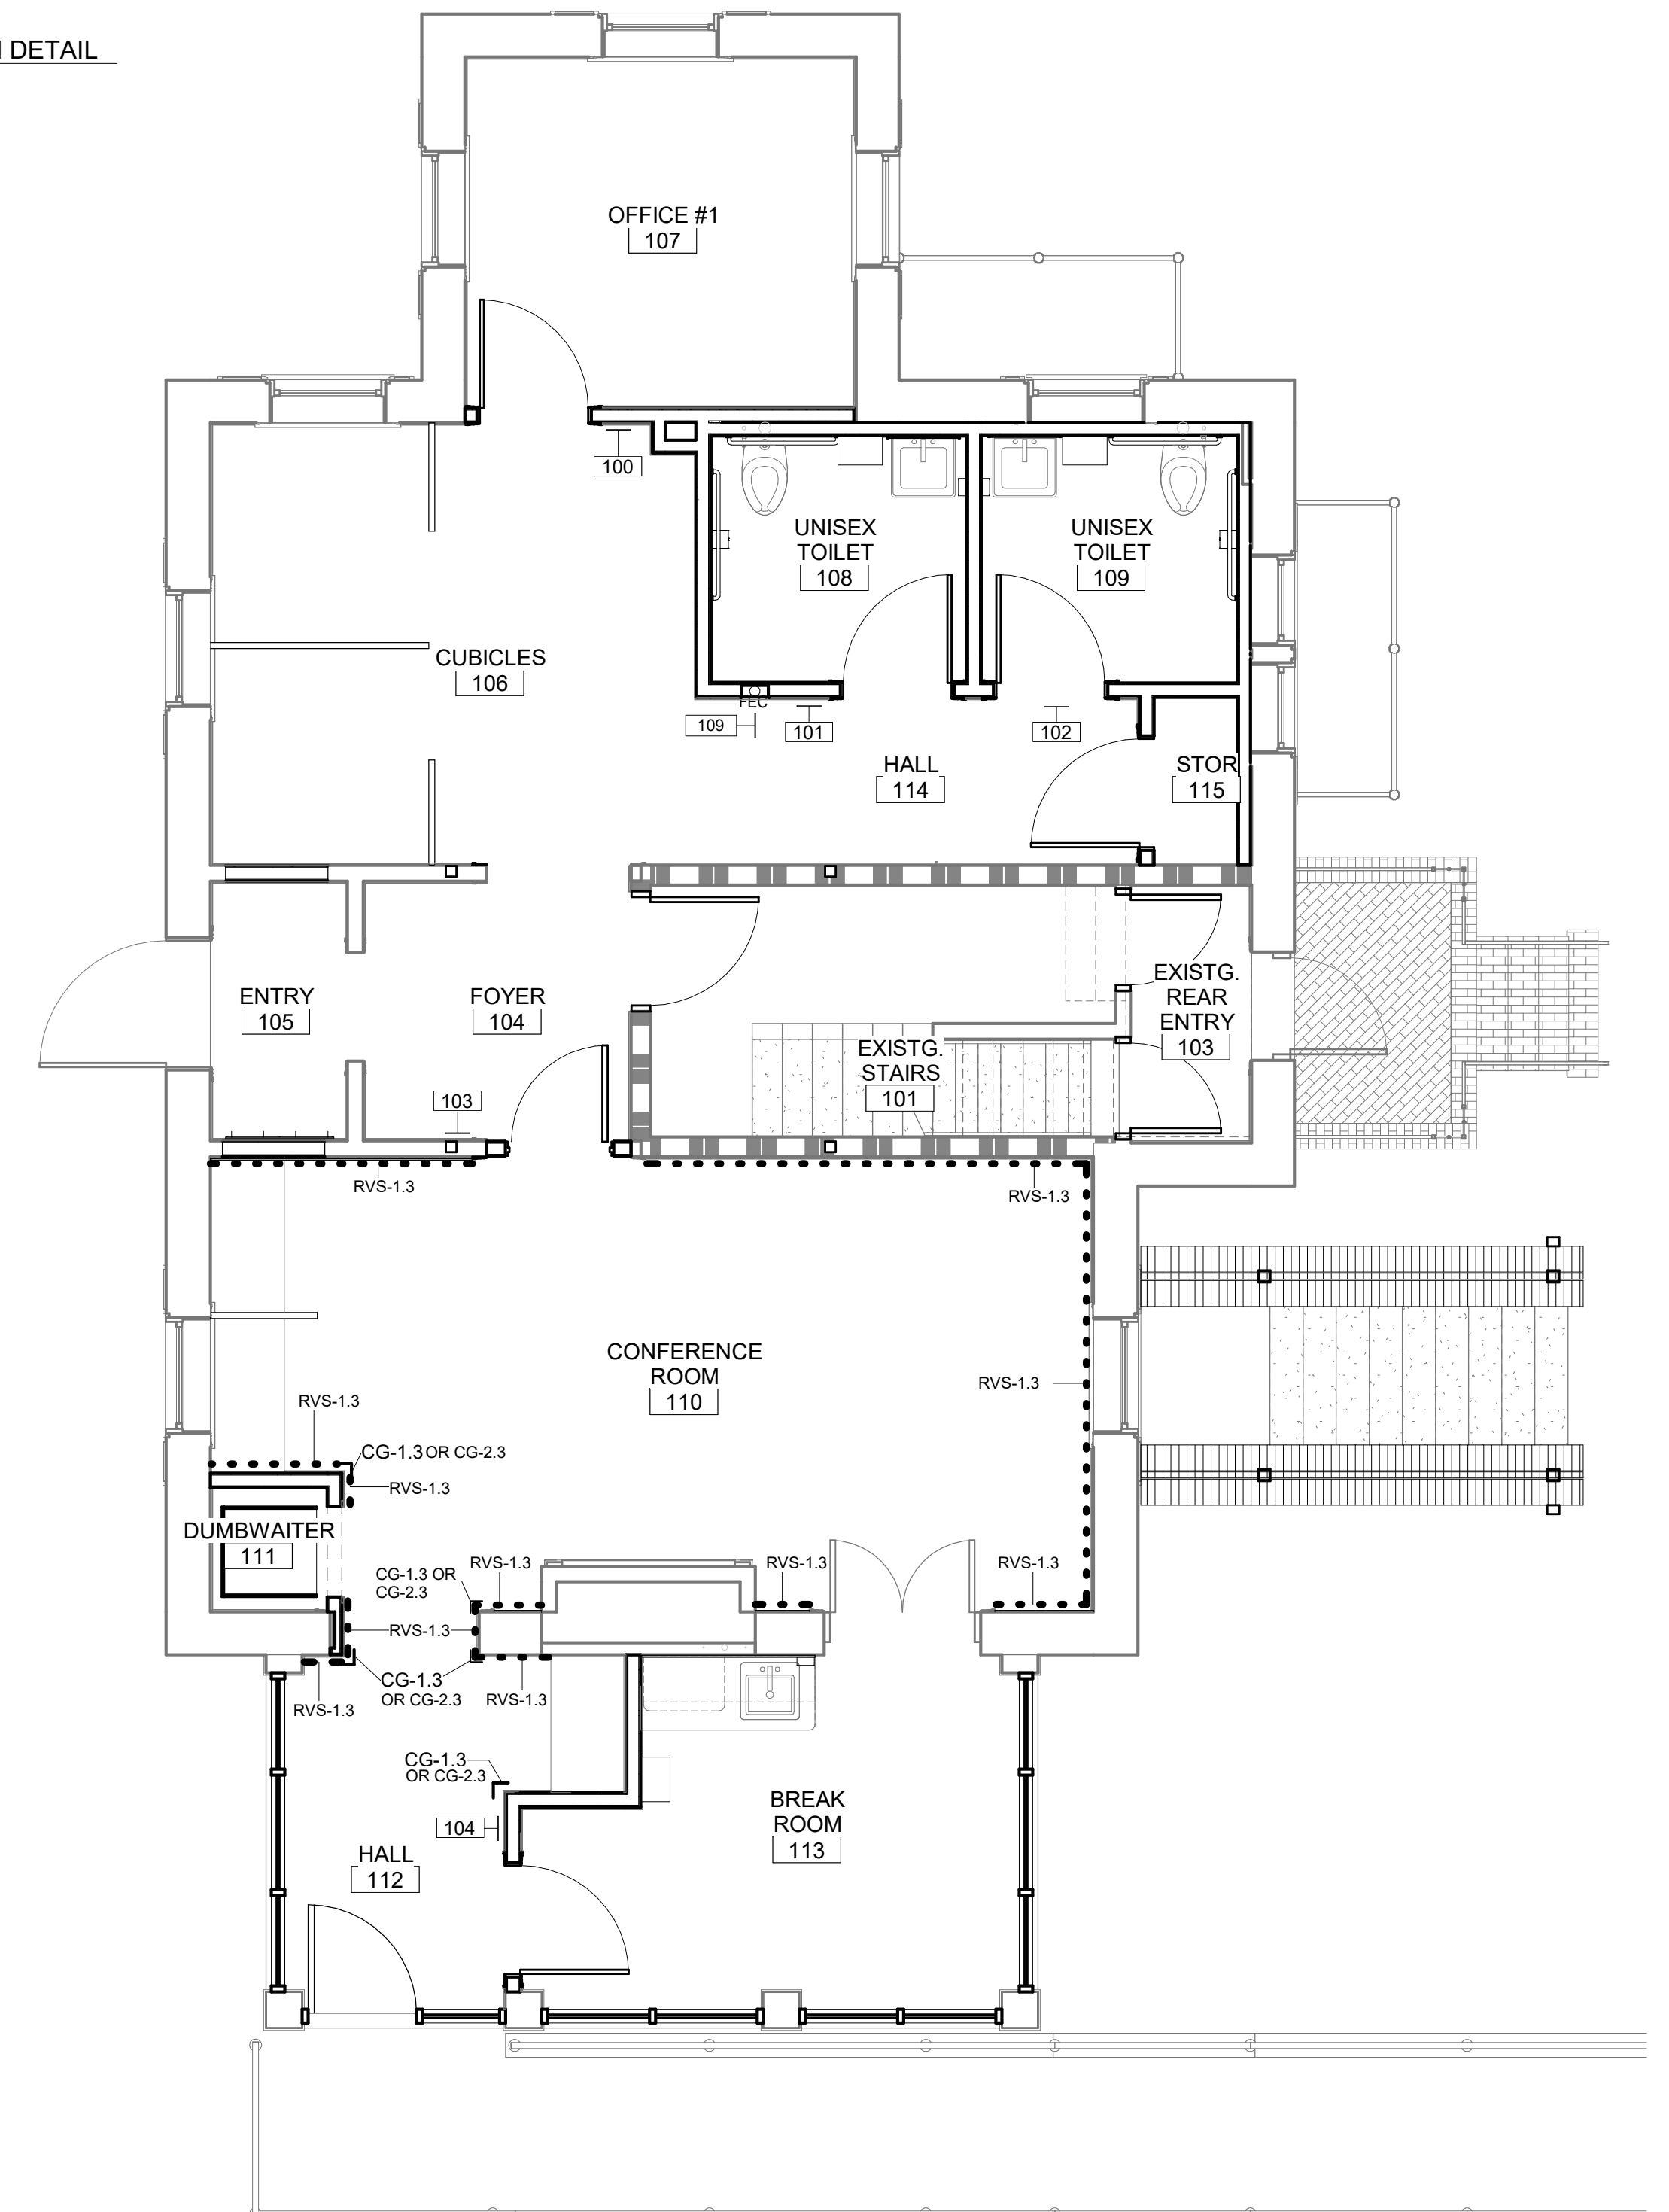 DETAIL
OFFICE #1
107
100
UNISEX
TOILET
108
UNISEX
TOILET
109
CUBICLES
106
FEC
109
101
102
HALL
114
STOR
115
ENTRY
105
FOYER
104
EXISTG.
REAR
ENTRY
103
EXISTG.
STAIRS
101
103
RVS-1.3
RVS-1.3
CONFERENCE
ROOM
110
RVS-1.3
RVS-1.3
CG-1.3 OR CG-2.3
RVS-1.3
DUMBWAITER
111
CG-1.3 OR
CG-2.3
RVS-1.3
RVS-1.3
RVS-1.3
RVS-1.3
CG-1.3
OR CG-2.3
RVS-1.3
RVS-1.3
CG-1.3
OR CG-2.3
104
BREAK
ROOM
113
HALL
112